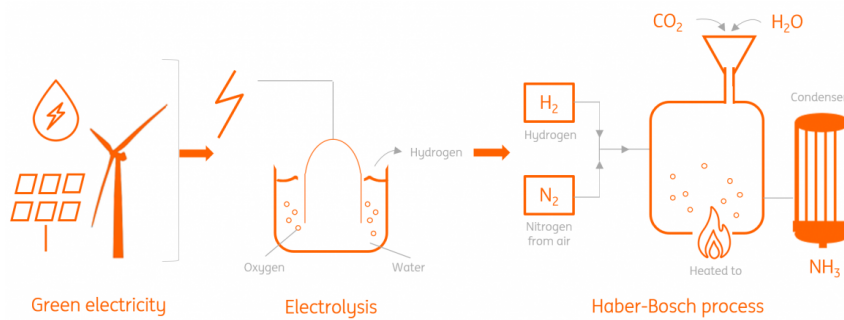 CO₂
H₂O
H₂
Hydrogen
N₂
Nitrogen
from air
Hydrogen
Oxygen
Water
Condenser
Heated to
NH₃
Green electricity
Electrolysis
Haber-Bosch process